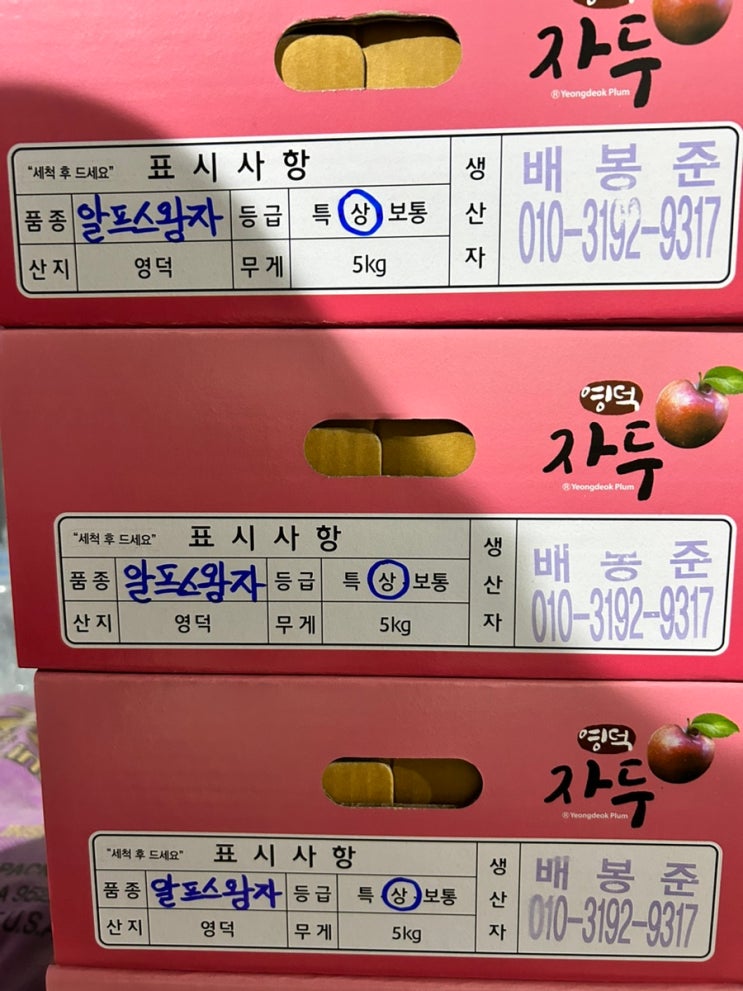 자두
Ⓡ Yeongdeok Plum
"세척 후 드세요" 표시사항
품종 알프스왕자 등급 특 상 보통
산지 영덕 무게 5kg
생산자
배봉준
010-3192-9317
영덕
자두
Ⓡ Yeongdeok Plum
"세척 후 드세요" 표시사항
품종 알프스왕자 등급 특 상 보통
산지 영덕 무게 5kg
생산자
배봉준
010-3192-9317
영덕
자두
Ⓡ Yeongdeok Plum
"세척 후 드세요" 표시사항
품종 알프스왕자 등급 특 상 보통
산지 영덕 무게 5kg
생산자
배봉준
010-3192-9317
U.S.A